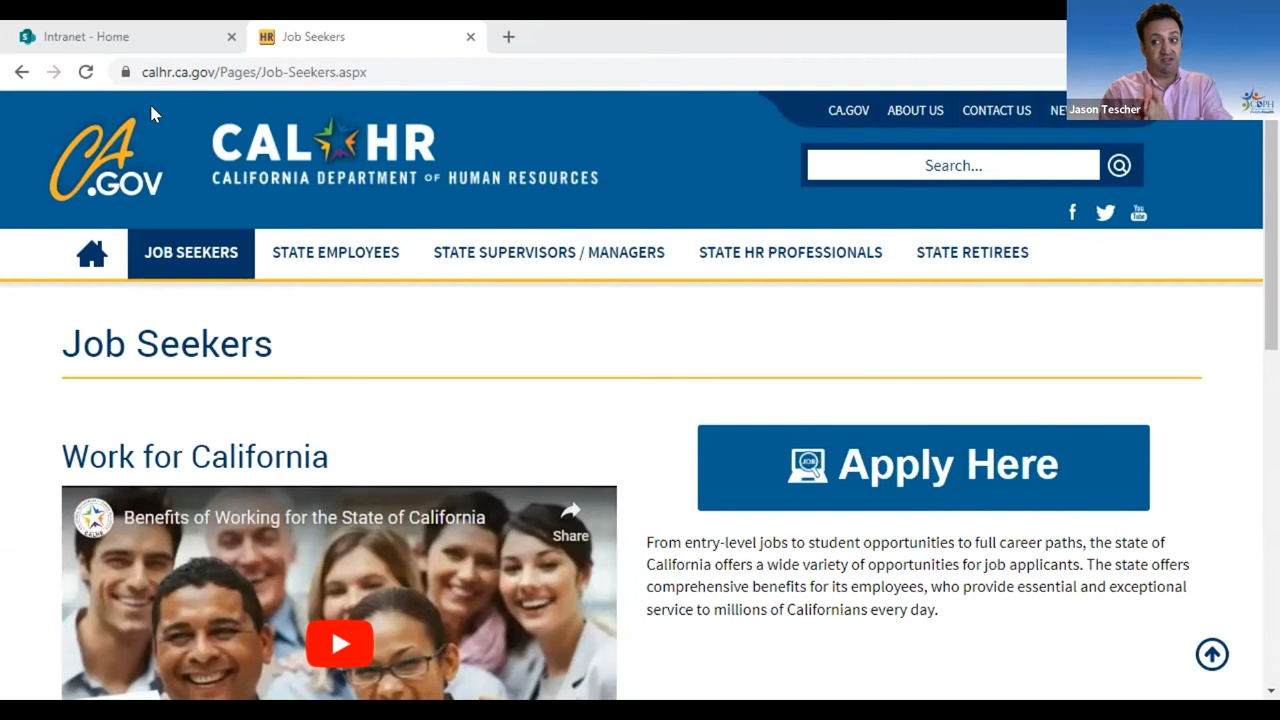 Intranet - Home
HR Job Seekers
calhr.ca.gov/Pages/Job-Seekers.aspx
Jason Tescher
CDPH
CA.GOV ABOUT US CONTACT US
CA.GOV
CAL HR
CALIFORNIA DEPARTMENT OF HUMAN RESOURCES
Search...
You Tube
JOB SEEKERS STATE EMPLOYEES STATE SUPERVISORS / MANAGERS STATE HR PROFESSIONALS STATE RETIREES
Job Seekers
Work for California
Benefits of Working for the State of California
Share
JOB Apply Here
From entry-level jobs to student opportunities to full career paths, the state of
California offers a wide variety of opportunities for job applicants. The state offers
comprehensive benefits for its employees, who provide essential and exceptional
service to millions of Californians every day.